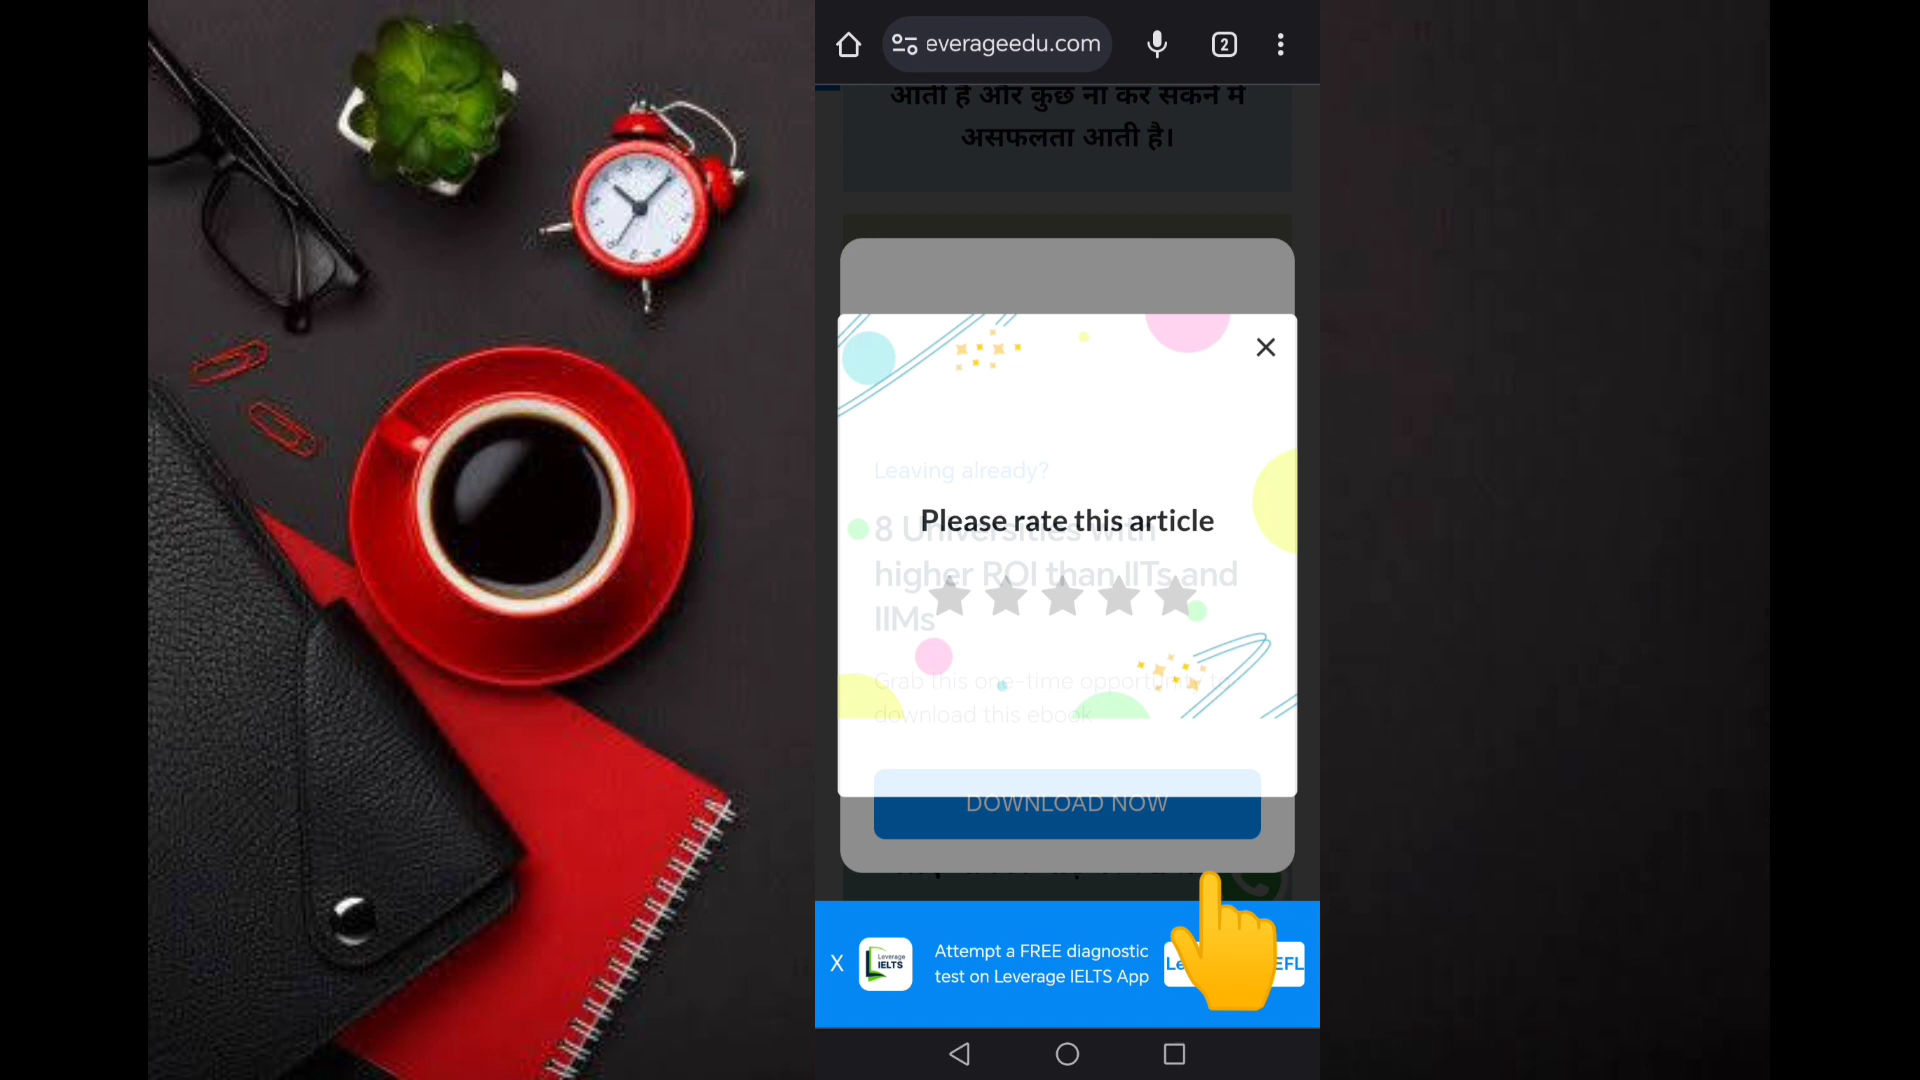 everageedu.com
2
आती है और कुछ ना कर सकने में
असफलता आती है।
Leaving already?
Please rate this article
8 Universities with
higher ROI than IITs and
IIMs
Grab this one-time opportunity to
download this ebook
DOWNLOAD NOW
X
Leverage
IELTS
Attempt a FREE diagnostic
test on Leverage IELTS App